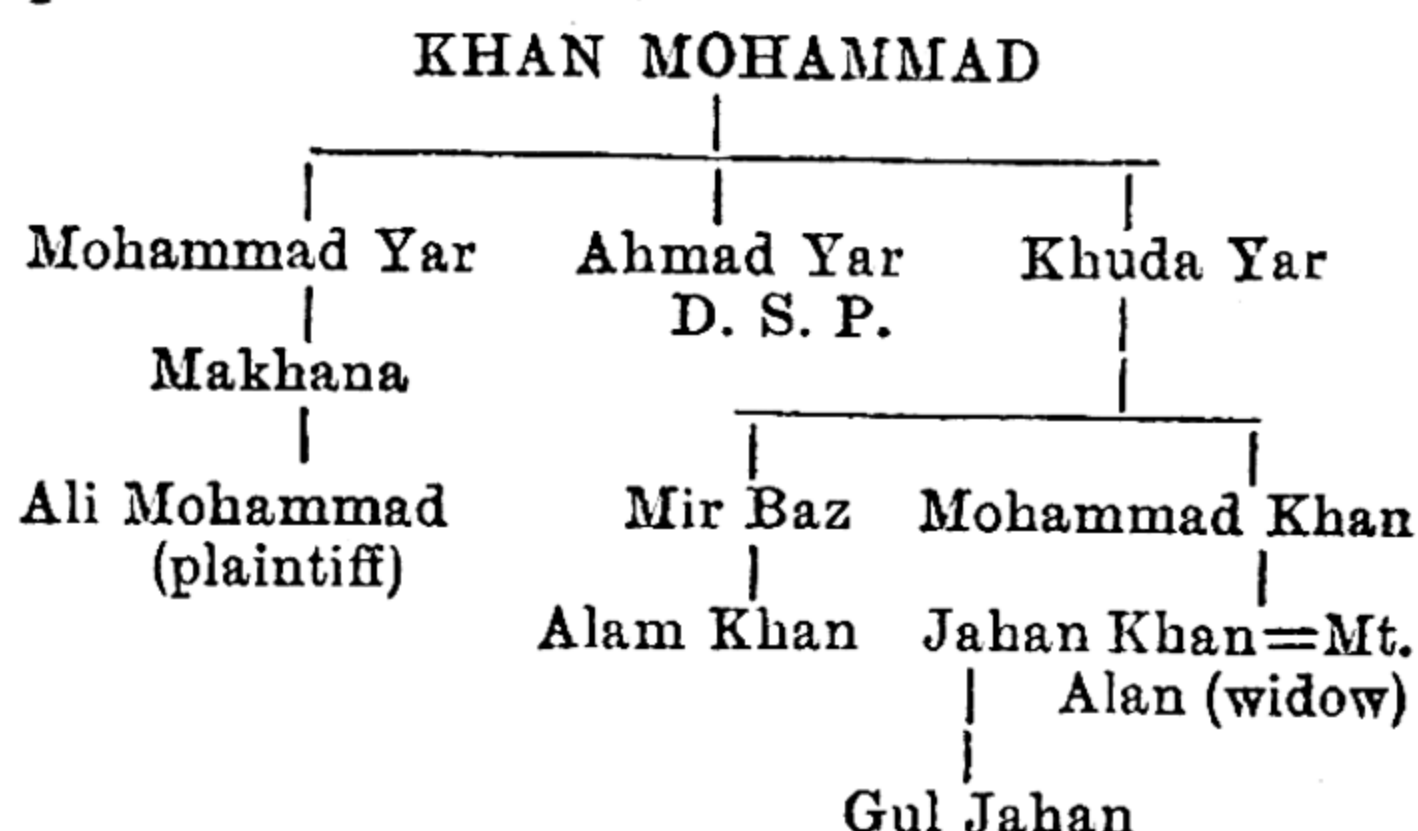 KHAN MOHAMMAD
Mohammad Yar Ahmad Yar Khuda Yar
D. S. P.
Makhana
Ali Mohammad Mir Baz Mohammad Khan
(plaintiff)
Alam Khan Jahan Khan=Mt.
Alan (widow)
Gul Jahan